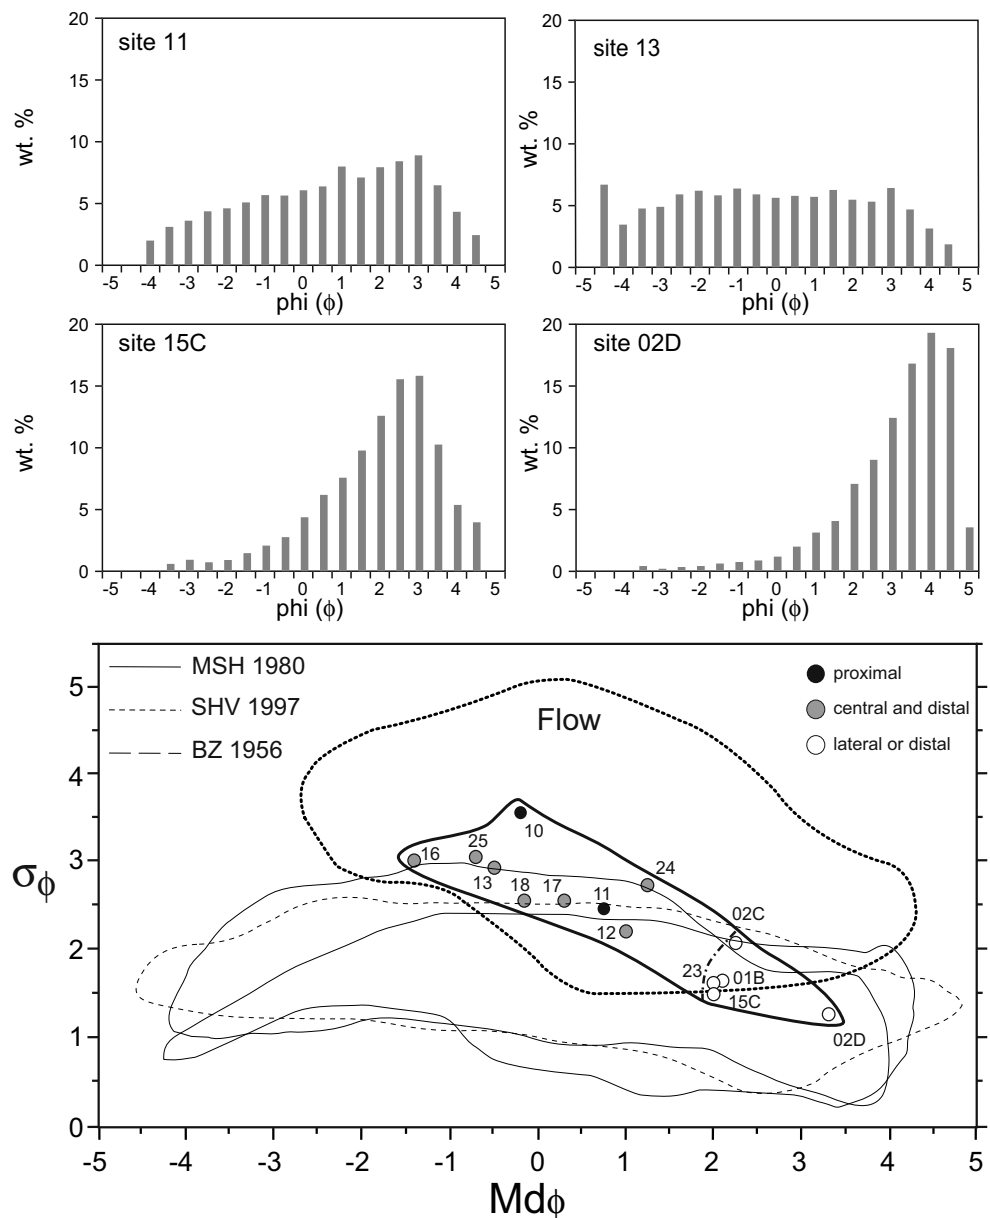 site 11
20
15
10
5
0
wt. %
-5 -4 -3 -2 -1 0 1 2 3 4 5
phi (ϕ)
site 13
20
15
10
5
0
wt. %
-5 -4 -3 -2 -1 0 1 2 3 4 5
phi (ϕ)
site 15C
20
15
10
5
0
wt. %
-5 -4 -3 -2 -1 0 1 2 3 4 5
phi (ϕ)
site 02D
20
15
10
5
0
wt. %
-5 -4 -3 -2 -1 0 1 2 3 4 5
phi (ϕ)
MSH 1980
SHV 1997
BZ 1956
proximal
central and distal
lateral or distal
Flow
10
25
16
13
18
17
11
24
12
02C
23
01B
15C
02D
5
4
3
2
1
0
σϕ
-5 -4 -3 -2 -1 0 1 2 3 4 5
Mdϕ